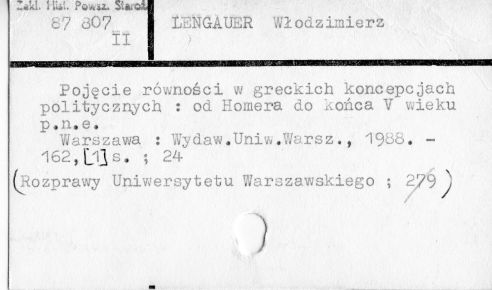 Zakł. Hist. Powsz. Staroż.
87 807 LENGAUER Włodzimierz
II
Pojęcie równości w greckich koncepcjach
politycznych : od Homera do końca V wieku
p.n.e.
Warszawa : Wydaw.Uniw.Warsz., 1988. -
162,[1]s. ; 24
(Rozprawy Uniwersytetu Warszawskiego ; 279)